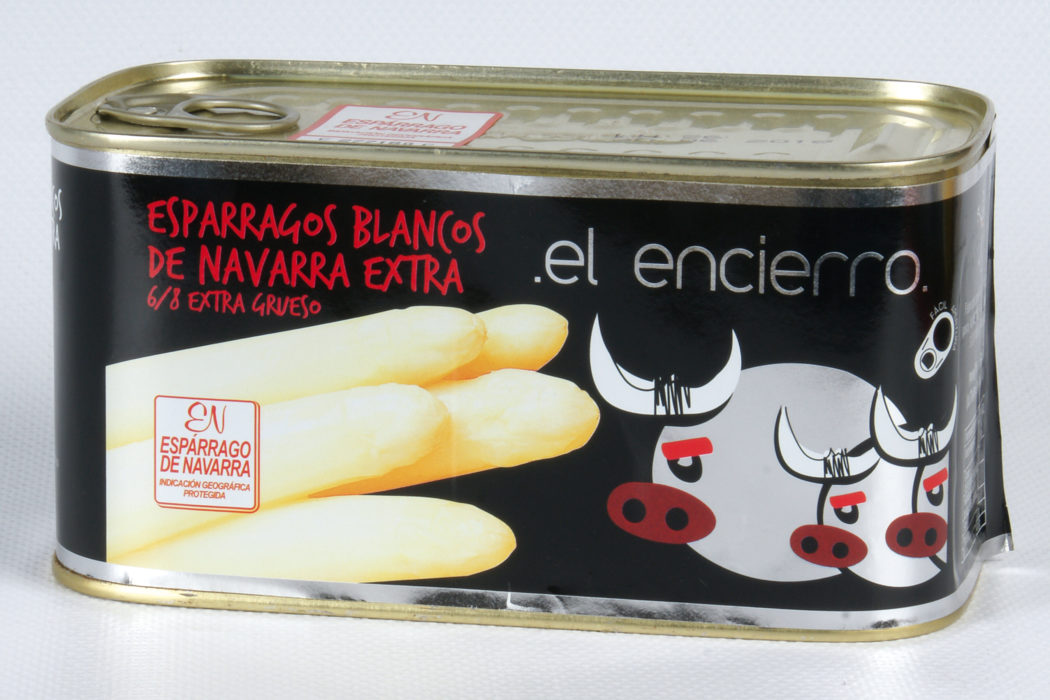 EN
ESPÁRRAGO
DE NAVARRA
ESPARRAGOS BLANCOS
DE NAVARRA EXTRA
6/8 EXTRA GRUESO
.el encierro.
FÁCIL
EN
ESPÁRRAGO
DE NAVARRA
INDICACIÓN GEOGRÁFICA
PROTEGIDA